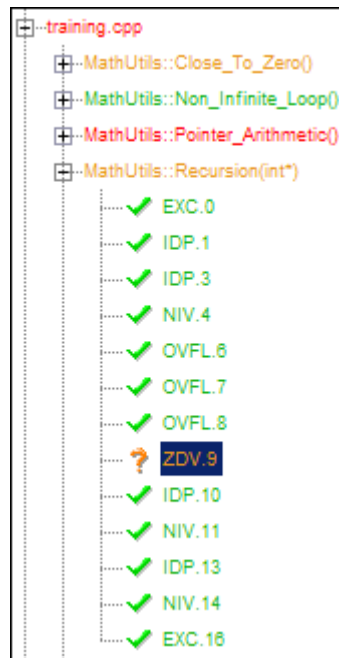 training.cpp
MathUtils::Close_To_Zero()
MathUtils::Non_Infinite_Loop()
MathUtils::Pointer_Arithmetic()
MathUtils::Recursion(int*)
EXC.0
IDP.1
IDP.3
NIV.4
OVFL.6
OVFL.7
OVFL.8
ZDV.9
IDP.10
NIV.11
IDP.13
NIV.14
EXC.16